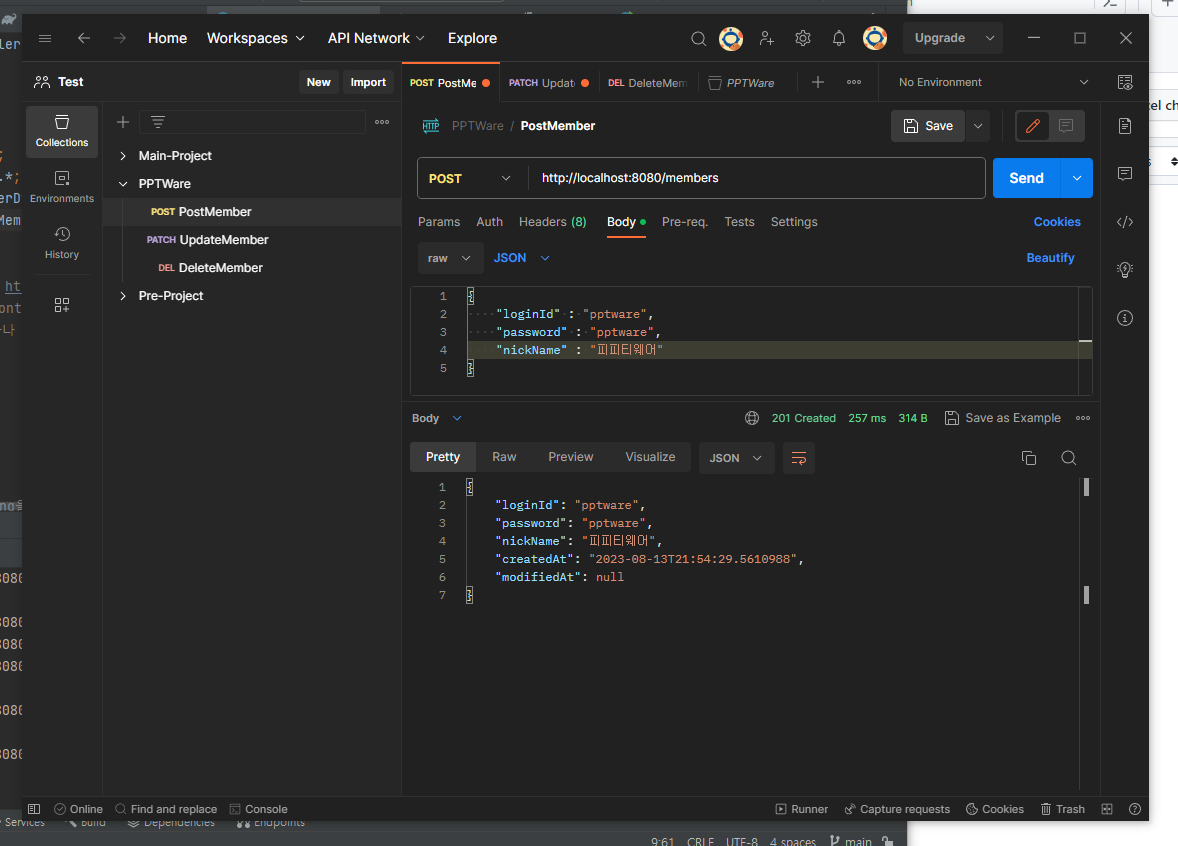 Home Workspaces API Network Explore Upgrade
Test New Import
POST PostMe PATCH Updat DEL DeleteMem PPTWare No Environment
PPTWare / PostMember Save
Collections
Environments
History
Main-Project
PPTWare
POST PostMember
PATCH UpdateMember
DEL DeleteMember
Pre-Project
POST http://localhost:8080/members Send
Params Auth Headers (8) Body Pre-req. Tests Settings Cookies
raw JSON Beautify
1 {
2 "loginId" : "pptware",
3 "password" : "pptware",
4 "nickName" : "피피티웨어"
5 }
Body 201 Created 257 ms 314 B Save as Example
Pretty Raw Preview Visualize JSON
1 {
2 "loginId": "pptware",
3 "password": "pptware",
4 "nickName": "피피티웨어",
5 "createdAt": "2023-08-13T21:54:29.5610988",
6 "modifiedAt": null
7 }
Online Find and replace Console Runner Capture requests Cookies Trash
Services Build Dependencies Endpoints
9:61 CRLF UTF-8 4 spaces main